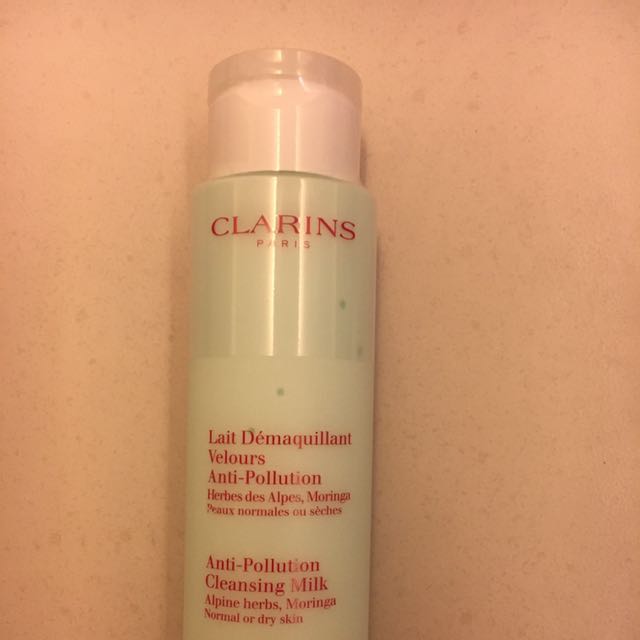 CLARINS
PARIS
Lait Démaquillant
Velours
Anti-Pollution
Herbes des Alpes, Moringa
Peaux normales ou sèches
Anti-Pollution
Cleansing Milk
Alpine herbs, Moringa
Normal or dry skin